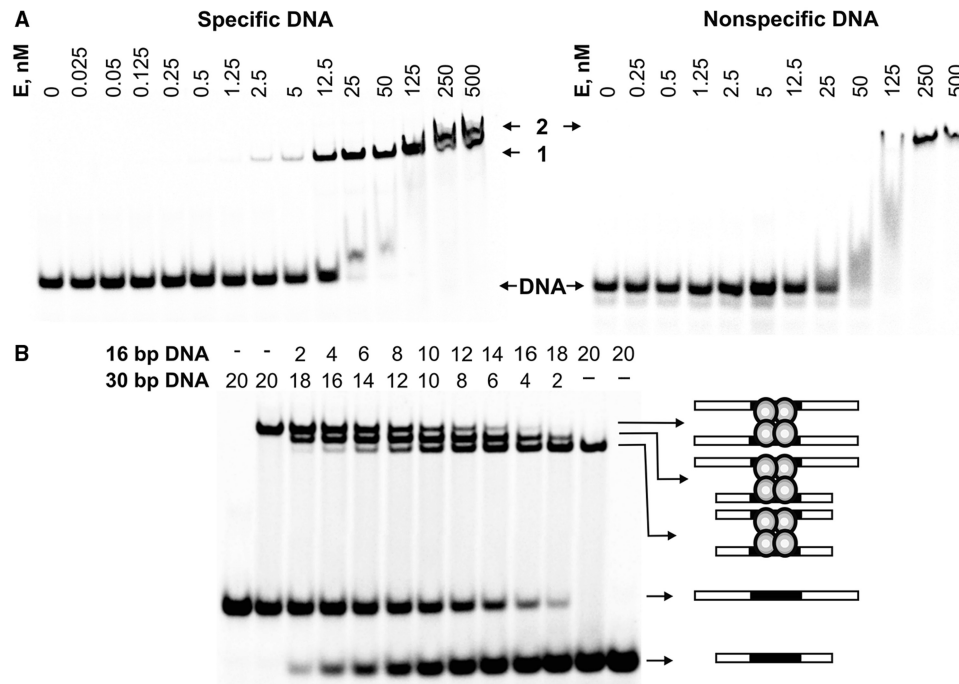 A
Specific DNA
Nonspecific DNA
E, nM 0 0.025 0.05 0.125 0.25 0.5 1.25 2.5 5 12.5 25 50 125 250 500
E, nM 0 0.25 0.5 1.25 2.5 5 12.5 25 50 125 250 500
2
1
DNA
B
16 bp DNA - - 2 4 6 8 10 12 14 16 18 20 20
30 bp DNA 20 20 18 16 14 12 10 8 6 4 2 – –